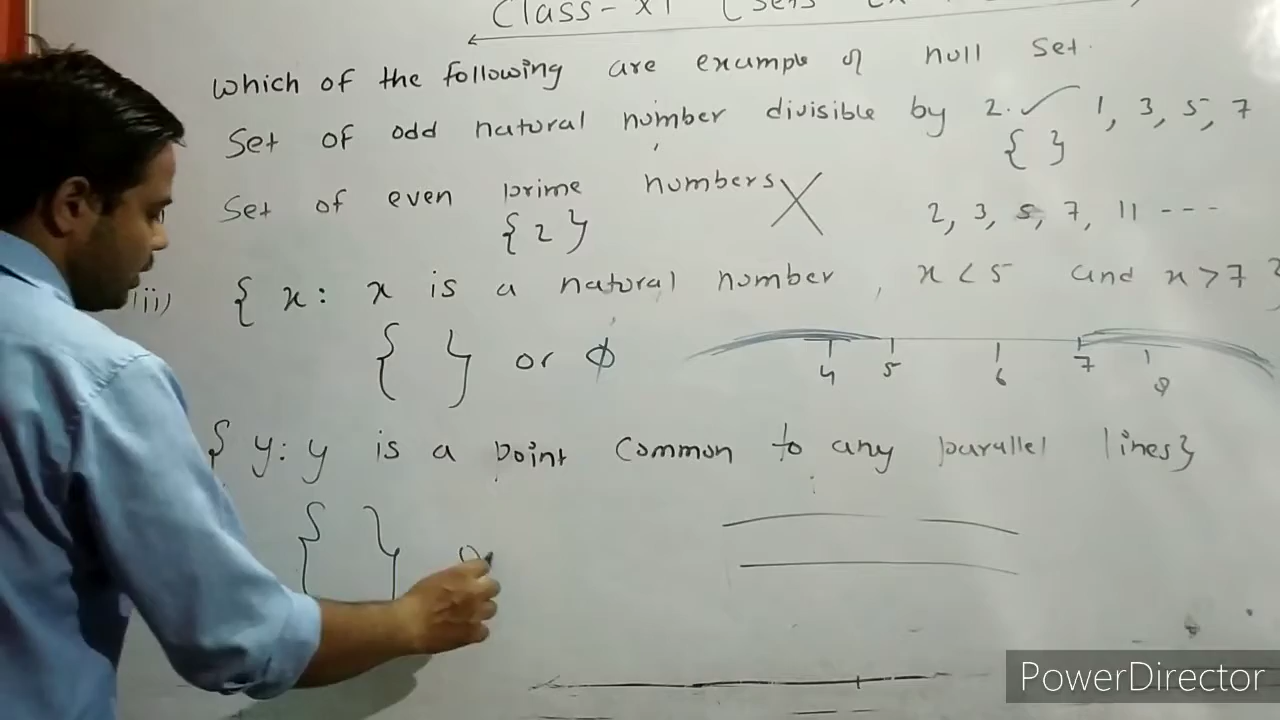 Class-XI (Sets
Which of the following are example of null set.
Set of odd natural number divisible by 2. ✓ 1, 3, 5, 7
{ }
Set of even prime numbers X 2, 3, 5, 7, 11 ---
{ 2 }
iii) { x: x is a natural number, x < 5 and x > 7 }
{ } or ϕ 4 5 6 7 8
{ y: y is a point common to any parallel lines}
{ } o
PowerDirector